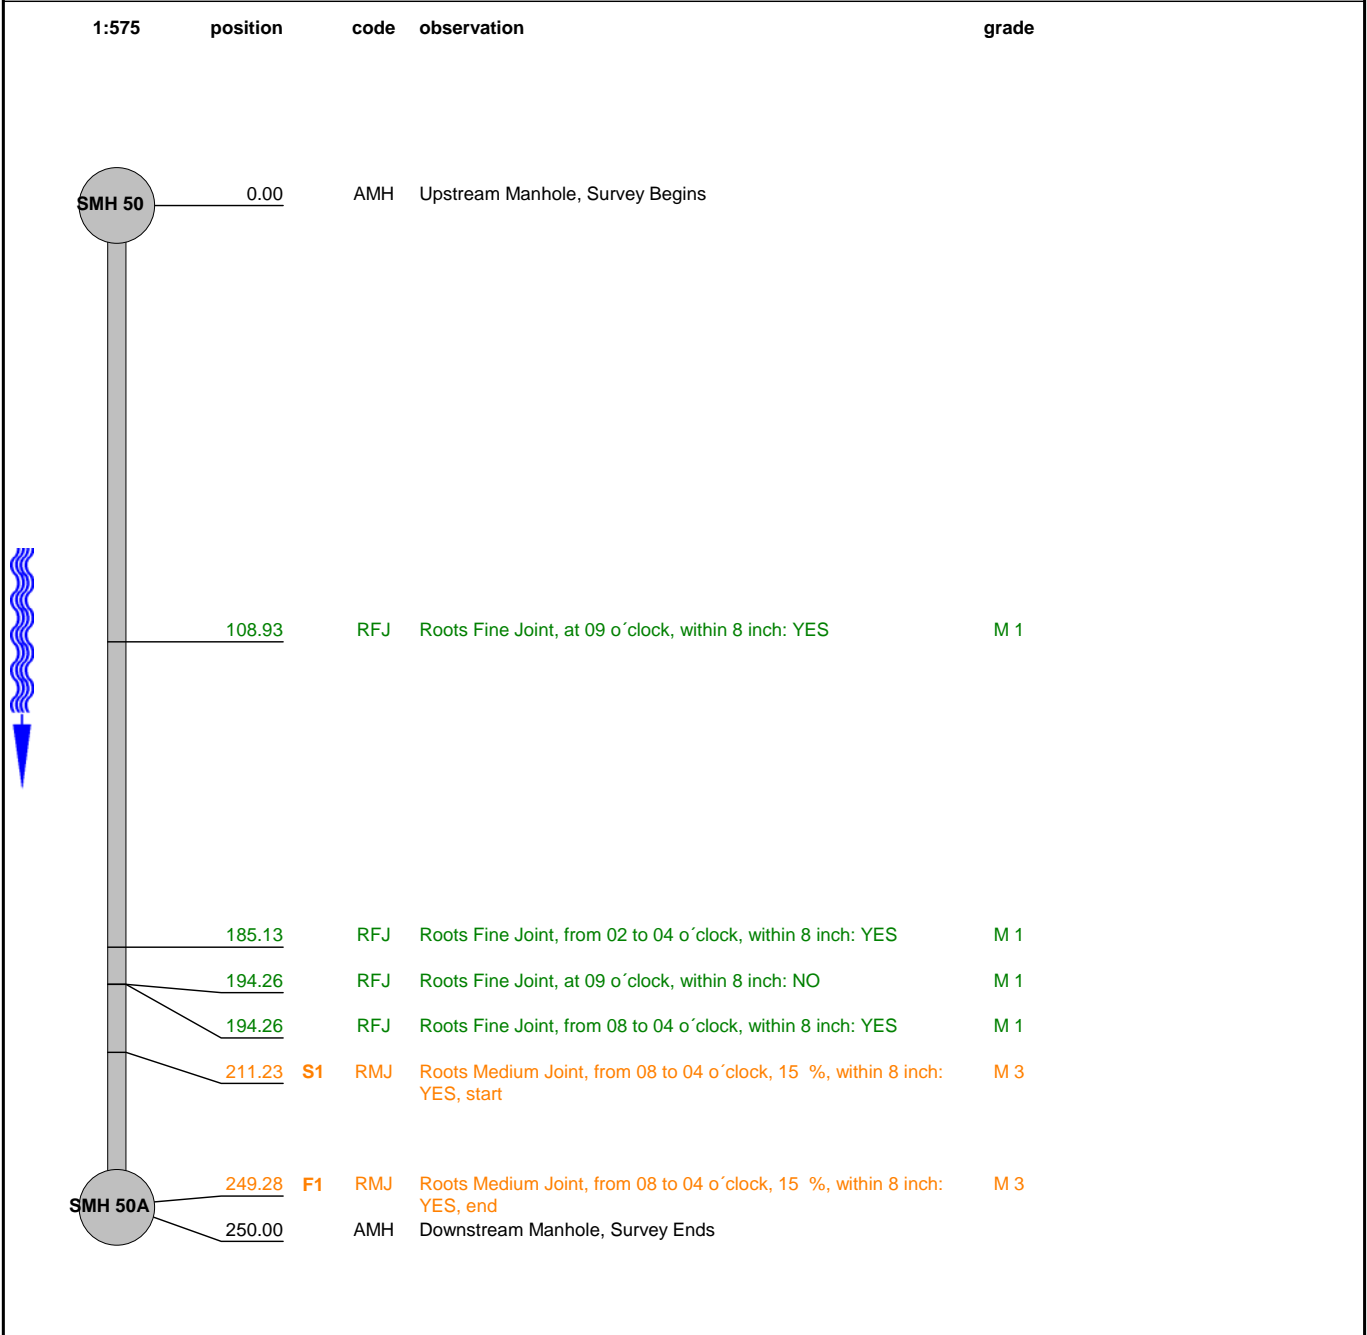 1:575 position code observation grade
SMH 50 0.00 AMH Upstream Manhole, Survey Begins
108.93 RFJ Roots Fine Joint, at 09 o´clock, within 8 inch: YES M 1
185.13 RFJ Roots Fine Joint, from 02 to 04 o´clock, within 8 inch: YES M 1
194.26 RFJ Roots Fine Joint, at 09 o´clock, within 8 inch: NO M 1
194.26 RFJ Roots Fine Joint, from 08 to 04 o´clock, within 8 inch: YES M 1
211.23 S1 RMJ Roots Medium Joint, from 08 to 04 o´clock, 15 %, within 8 inch: M 3
YES, start
249.28 F1 RMJ Roots Medium Joint, from 08 to 04 o´clock, 15 %, within 8 inch: M 3
SMH 50A YES, end
250.00 AMH Downstream Manhole, Survey Ends